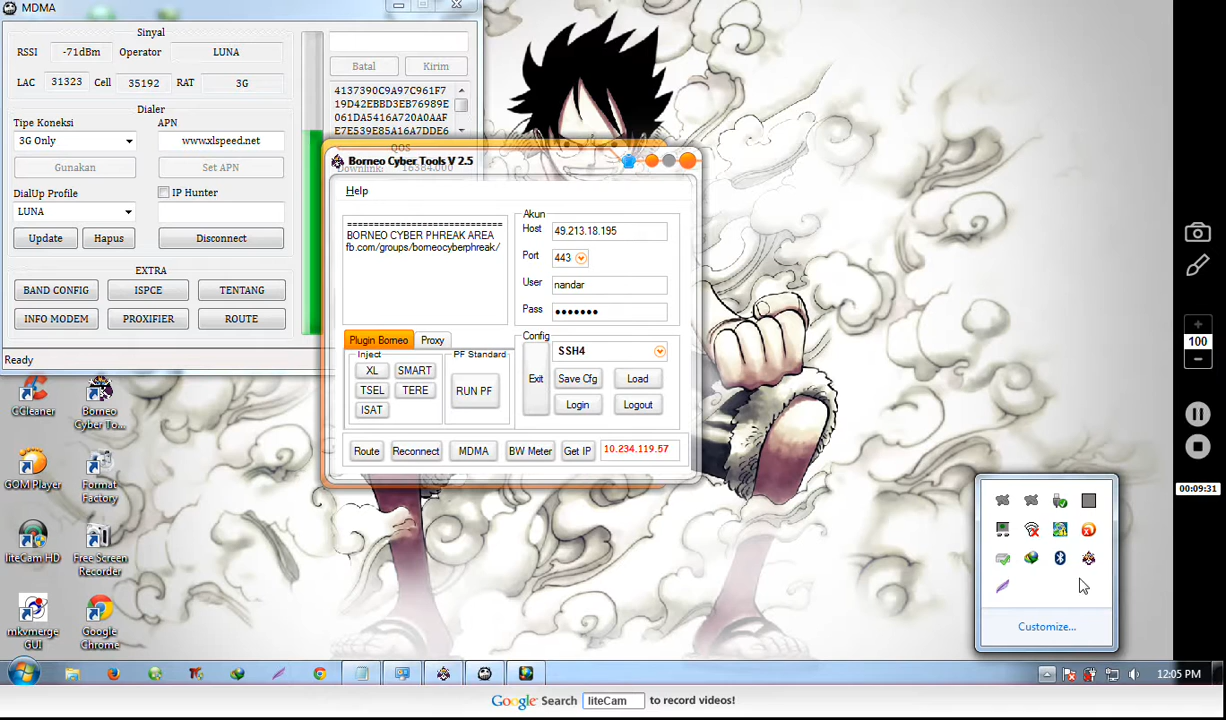 MDMA
Sinyal
RSSI -71dBm Operator LUNA
LAC 31323 Cell 35192 RAT 3G
Dialer
Tipe Koneksi APN
3G Only www.xlspeed.net
Gunakan Set APN
DialUp Profile IP Hunter
LUNA
Update Hapus Disconnect
EXTRA
BAND CONFIG ISPCE TENTANG
INFO MODEM PROXIFIER ROUTE
Ready
Batal Kirim
4137390C9A97C961F7
19D42EBBD3EB76989E
061DA5416A720A0AAF
E7E539E85A16A7DDE6
QOS
Downlink: 16384.000
Borneo Cyber Tools V 2.5
Help
============================
BORNEO CYBER PHREAK AREA
fb.com/groups/borneocyberphreak/
Akun
Host 49.213.18.195
Port 443
User nandar
Pass •••••••
Plugin Borneo Proxy
Inject PF Standard
XL SMART
TSEL TERE
ISAT
RUN PF
Config
SSH4
Exit Save Cfg Load
Login Logout
Route Reconnect MDMA BW Meter Get IP 10.234.119.57
CCleaner
Borneo
Cyber To...
GOM Player
Format
Factory
liteCam HD
Free Screen
Recorder
mkvmerge
GUI
Google
Chrome
Customize...
12:05 PM
100
00:09:31
Google Search liteCam to record videos!